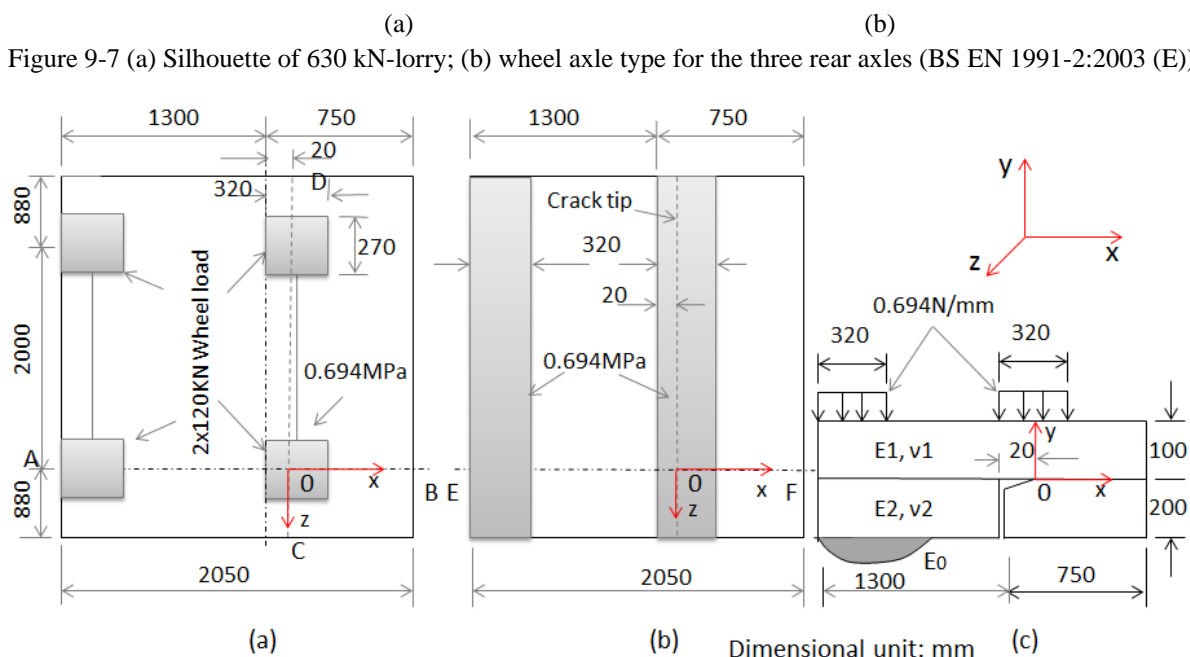 (a) (b)
Figure 9-7 (a) Silhouette of 630 kN-lorry; (b) wheel axle type for the three rear axles (BS EN 1991-2:2003 (E))
1300 750
20
320 D
880
270
2000
2x120KN Wheel load
0.694MPa
A
880
0 x
z
C
B
2050
(a)
1300 750
Crack tip
320
20
0.694MPa
E
0 x
z
F
2050
(b)
y
x
z
0.694N/mm
320 320
y
E1, v1
20
100
0 x
E2, v2
200
E0
1300 750
Dimensional unit: mm
(c)